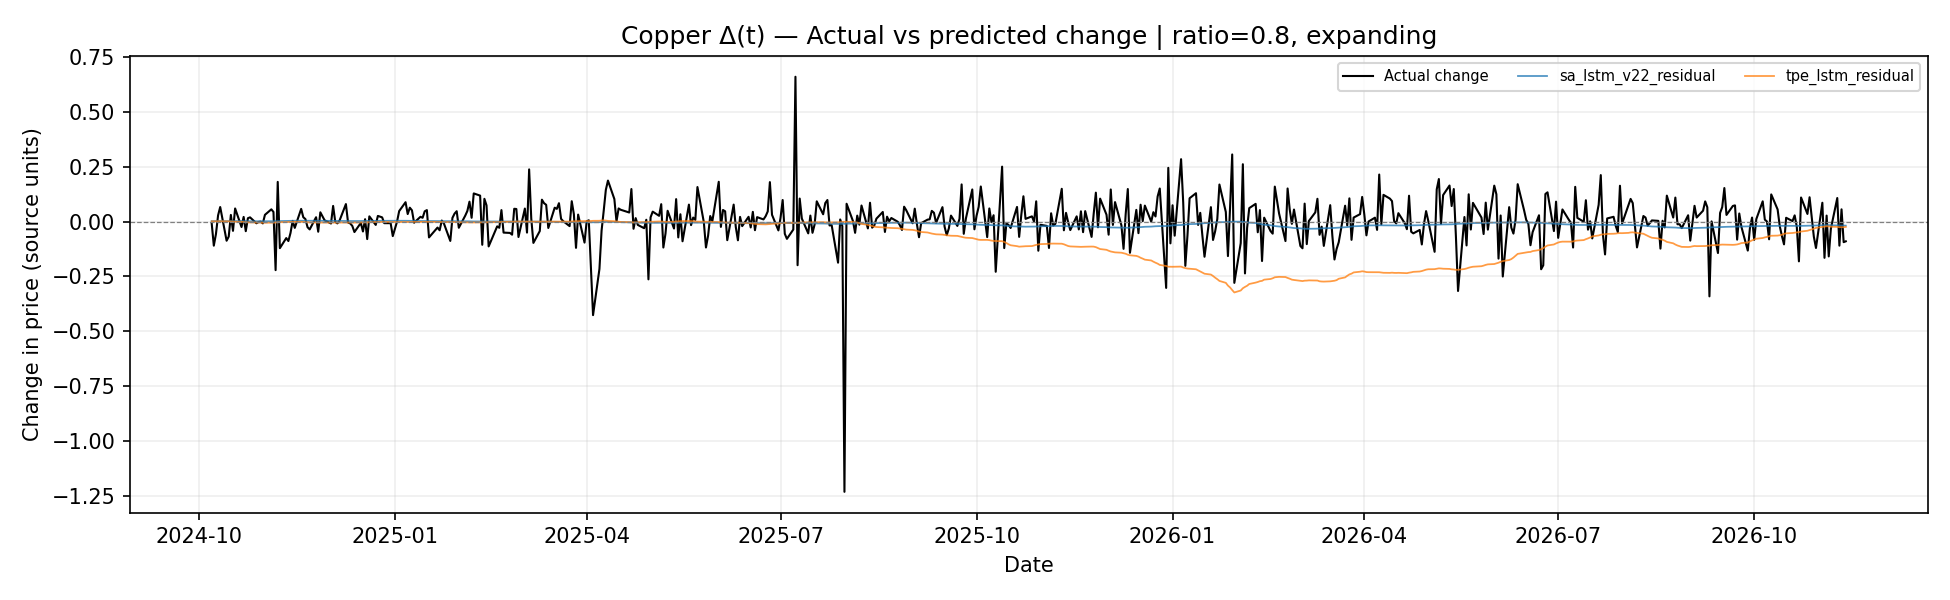 Copper Δ(t) — Actual vs predicted change | ratio=0.8, expanding
Actual change sa_lstm_v22_residual tpe_lstm_residual
Change in price (source units)
0.75
0.50
0.25
0.00
−0.25
−0.50
−0.75
−1.00
−1.25
2024-10 2025-01 2025-04 2025-07 2025-10 2026-01 2026-04 2026-07 2026-10
Date